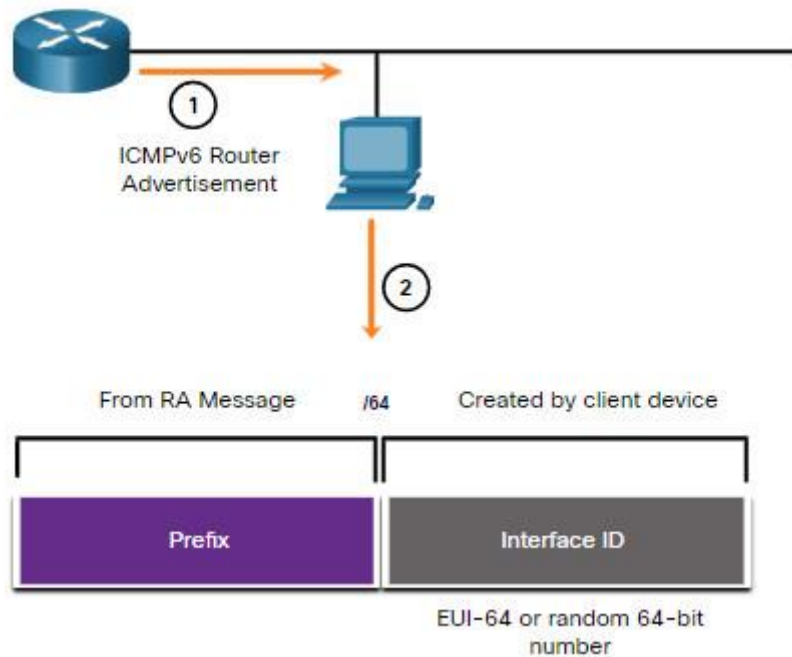 1
ICMPv6 Router
Advertisement
2
From RA Message /64 Created by client device
Prefix Interface ID
EUI-64 or random 64-bit
number